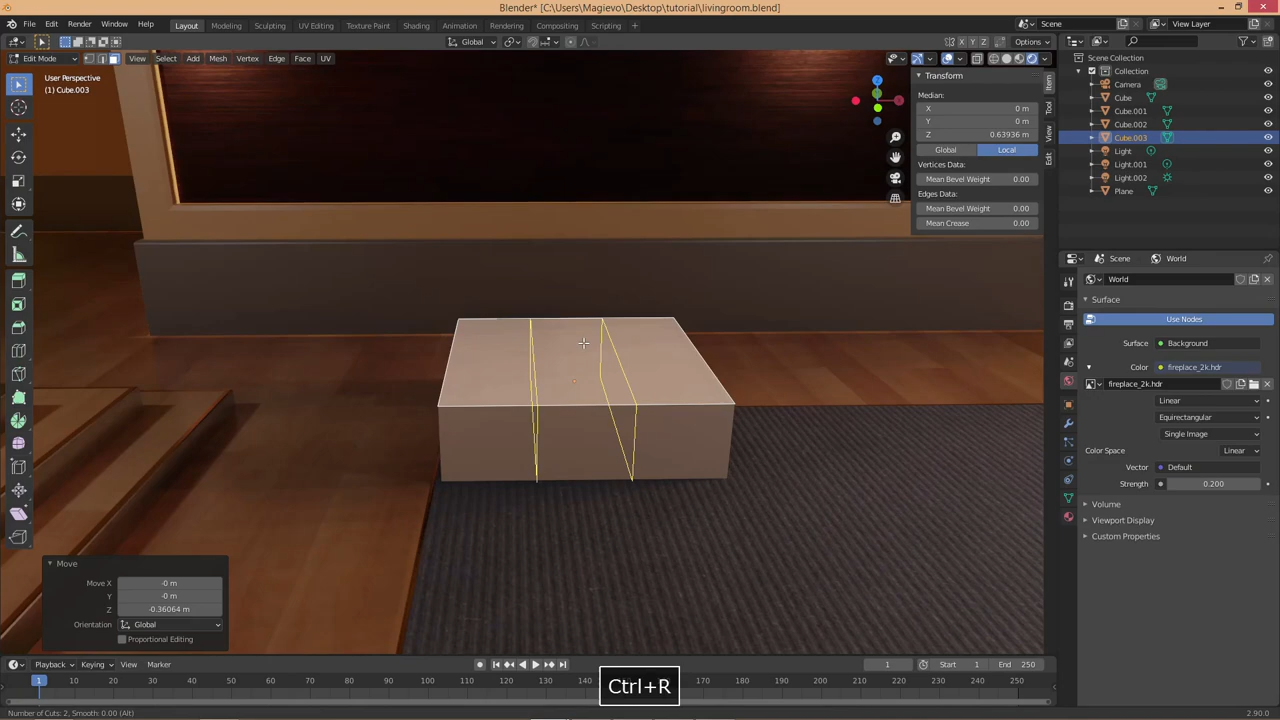 Blender* [C:\Users\Magievo\Desktop\tutorial\livingroom.blend]
File Edit Render Window Help Layout Modeling Sculpting UV Editing Texture Paint Shading Animation Rendering Compositing Scripting + Scene View Layer
Global X Y Z Options
Edit Mode View Select Add Mesh Vertex Edge Face UV
User Perspective
(1) Cube.003
Transform
Median:
X 0 m
Y 0 m
Z 0.63936 m
Global Local
Vertices Data:
Mean Bevel Weight 0.00
Edges Data:
Mean Bevel Weight 0.00
Mean Crease 0.00
Item
Tool
View
Edit
Scene Collection
Collection
Camera
Cube
Cube.001
Cube.002
Cube.003
Light
Light.001
Light.002
Plane
Scene > World
World
Surface
Use Nodes
Surface Background
Color fireplace_2k.hdr
fireplace_2k.hdr
Linear
Equirectangular
Single Image
Color Space Linear
Vector Default
Strength 0.200
Volume
Viewport Display
Custom Properties
Move
Move X -0 m
Y -0 m
Z -0.36064 m
Orientation Global
Proportional Editing
Playback Keying View Marker 1 Start 1 End 250
1 10 20 30 40 50 60 70 80 90 100 110 120 130 140 160 170 180 190 200 210 220 230 240 250
Ctrl+R
Number of Cuts: 2, Smooth: 0.00 (Alt) 2.90.0